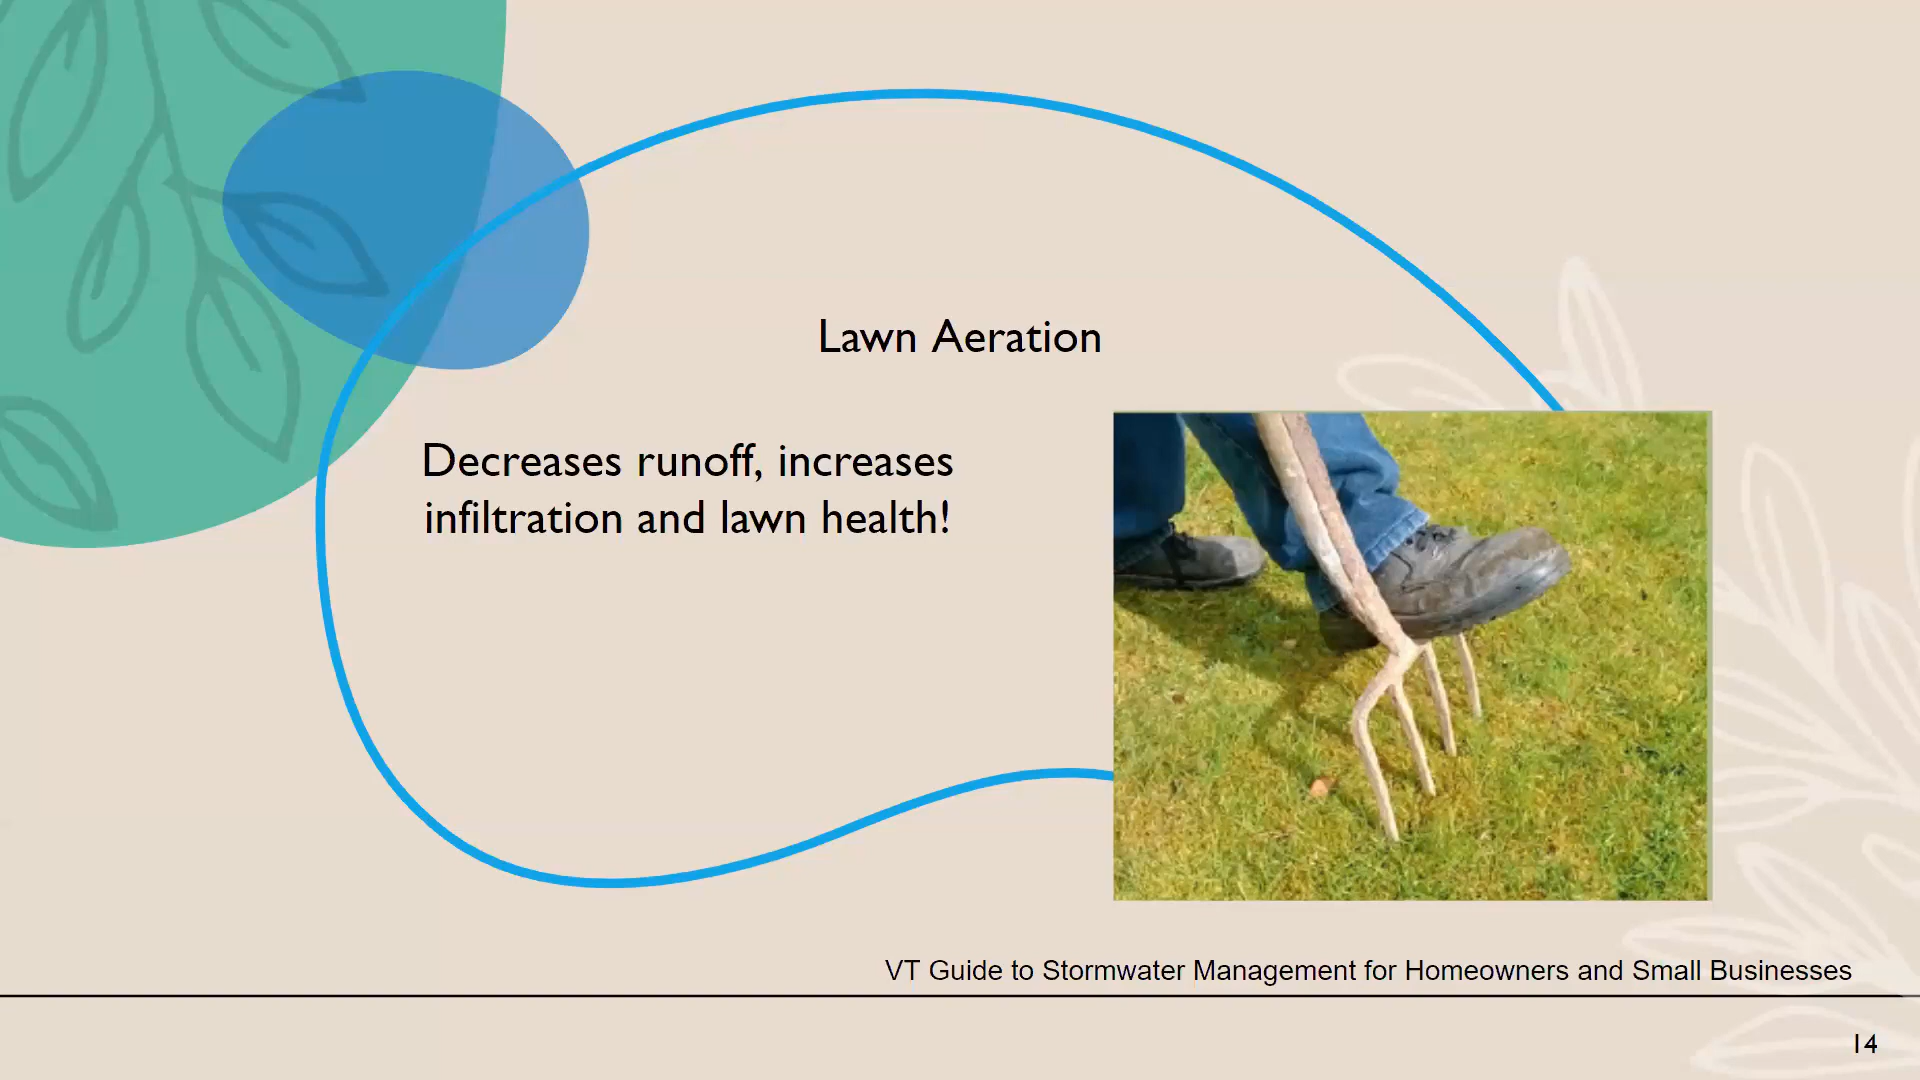 Lawn Aeration
Decreases runoff, increases
infiltration and lawn health!
VT Guide to Stormwater Management for Homeowners and Small Businesses
14